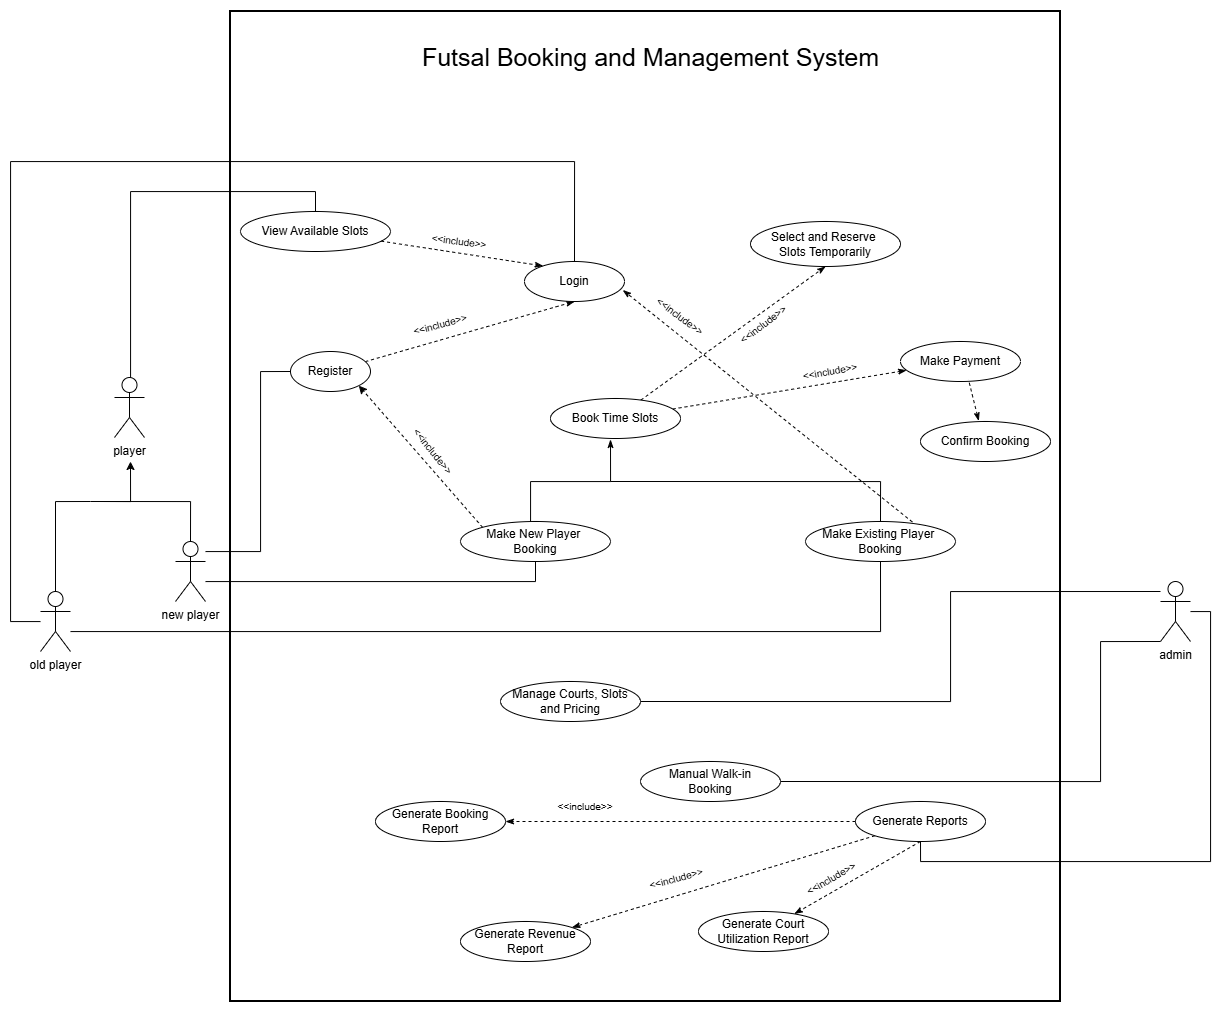 Futsal Booking and Management System
View Available Slots
<<include>>
Select and Reserve
Slots Temporarily
Login
<<include>>
<<include>>
<<include>>
Register
<<include>>
Make Payment
player
Book Time Slots
Confirm Booking
<<include>>
Make New Player
Booking
Make Existing Player
Booking
new player
old player
admin
Manage Courts, Slots
and Pricing
Manual Walk-in
Booking
<<include>>
Generate Booking
Report
Generate Reports
<<include>>
<<include>>
Generate Revenue
Report
Generate Court
Utilization Report